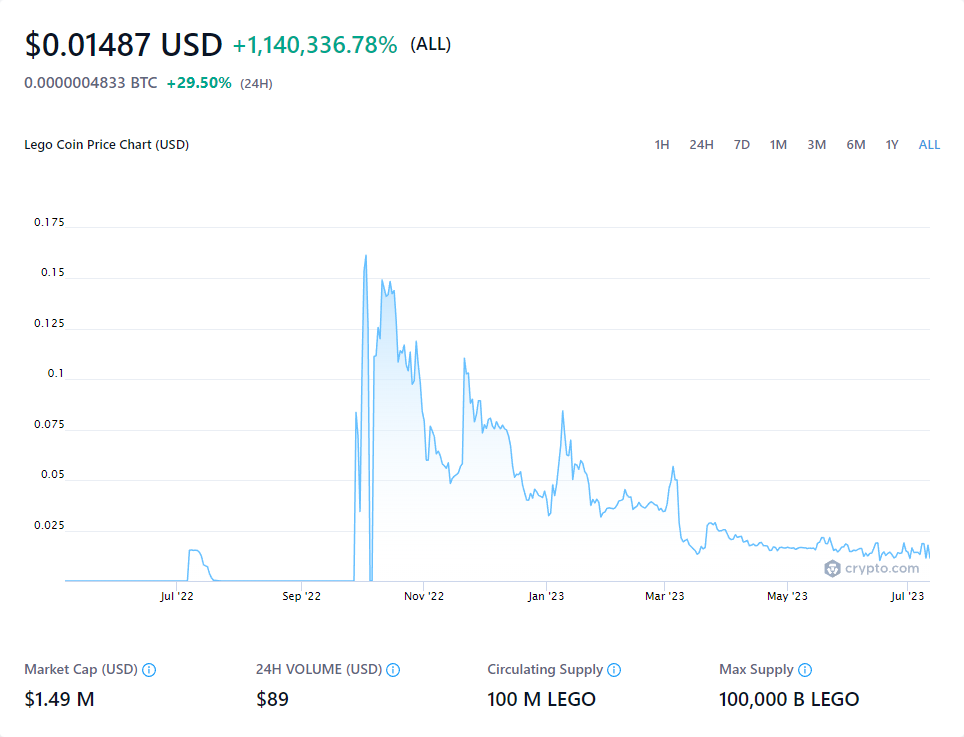 $0.01487 USD +1,140,336.78% (ALL)
0.0000004833 BTC +29.50% (24H)
Lego Coin Price Chart (USD) 1H 24H 7D 1M 3M 6M 1Y ALL
0.175
0.15
0.125
0.1
0.075
0.05
0.025
crypto.com
Jul '22 Sep '22 Nov '22 Jan '23 Mar '23 May '23 Jul '23
Market Cap (USD) 24H VOLUME (USD) Circulating Supply Max Supply
$1.49 M $89 100 M LEGO 100,000 B LEGO